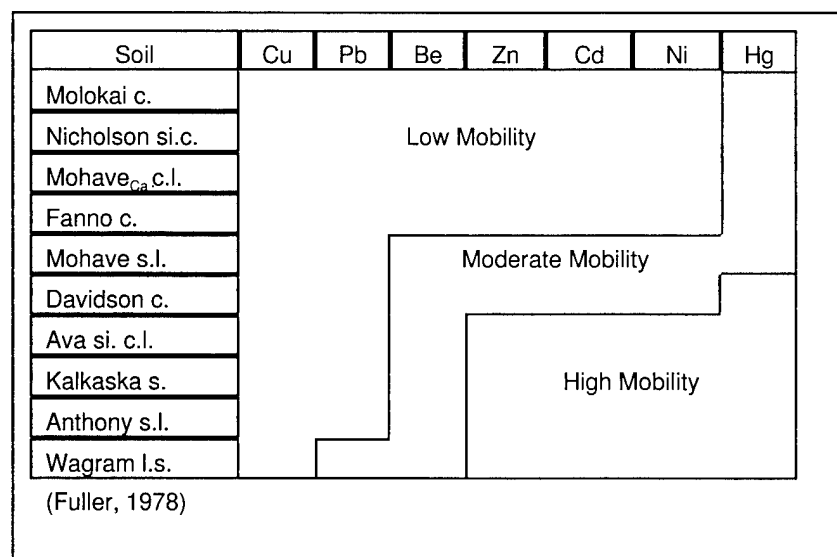 Soil Cu Pb Be Zn Cd Ni Hg
Molokai c.
Nicholson si.c.
Low Mobility
Mohave Ca c.l.
Fanno c.
Mohave s.l.
Moderate Mobility
Davidson c.
Ava si. c.l.
Kalkaska s.
High Mobility
Anthony s.l.
Wagram l.s.
(Fuller, 1978)